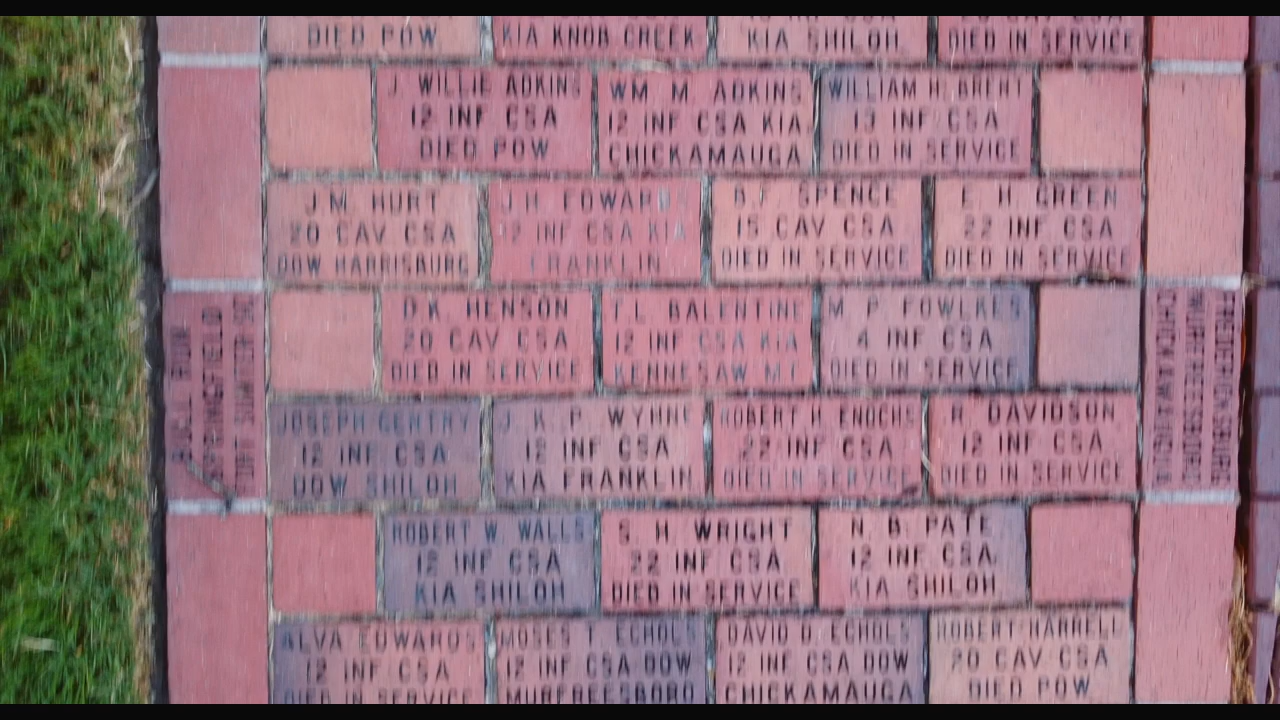 DIED POW
KIA KNOB CREEK
KIA SHILOH
DIED IN SERVICE
J. WILLIE ADKINS
12 INF CSA
DIED POW
WM M ADKINS
12 INF CSA KIA
CHICKAMAUGA
WILLIAM H. BRENT
13 INF CSA
DIED IN SERVICE
J M HURT
20 CAV CSA
DOW HARRISBURG
J H EDWARDS
12 INF CSA KIA
FRANKLIN
B.F. SPENCE
15 CAV CSA
DIED IN SERVICE
E. H. GREEN
22 INF CSA
DIED IN SERVICE
D K HENSON
20 CAV CSA
DIED IN SERVICE
T L BALENTINE
12 INF CSA KIA
KENNESAW MT
M P FOWLKES
4 INF CSA
DIED IN SERVICE
BULL RUN
SPRINGFIELD
FORT SUMTER SC
FREDERICKSBURG
MURFREESBORO
CHICKAMAUGA
JOSEPH GENTRY
12 INF CSA
DOW SHILOH
J. K. P. WYNNE
12 INF CSA
KIA FRANKLIN
ROBERT H ENOCHS
22 INF CSA
DIED IN SERVICE
R. DAVIDSON
12 INF CSA
DIED IN SERVICE
ROBERT W. WALLS
12 INF CSA
KIA SHILOH
S. H. WRIGHT
22 INF CSA
DIED IN SERVICE
N. B. PATE
12 INF CSA
KIA SHILOH
ALVA EDWARDS
12 INF CSA
DIED IN SERVICE
MOSES T. ECHOLS
12 INF CSA DOW
MURFREESBORO
DAVID D. ECHOLS
12 INF CSA DOW
CHICKAMAUGA
ROBERT HARRELL
20 CAV CSA
DIED POW